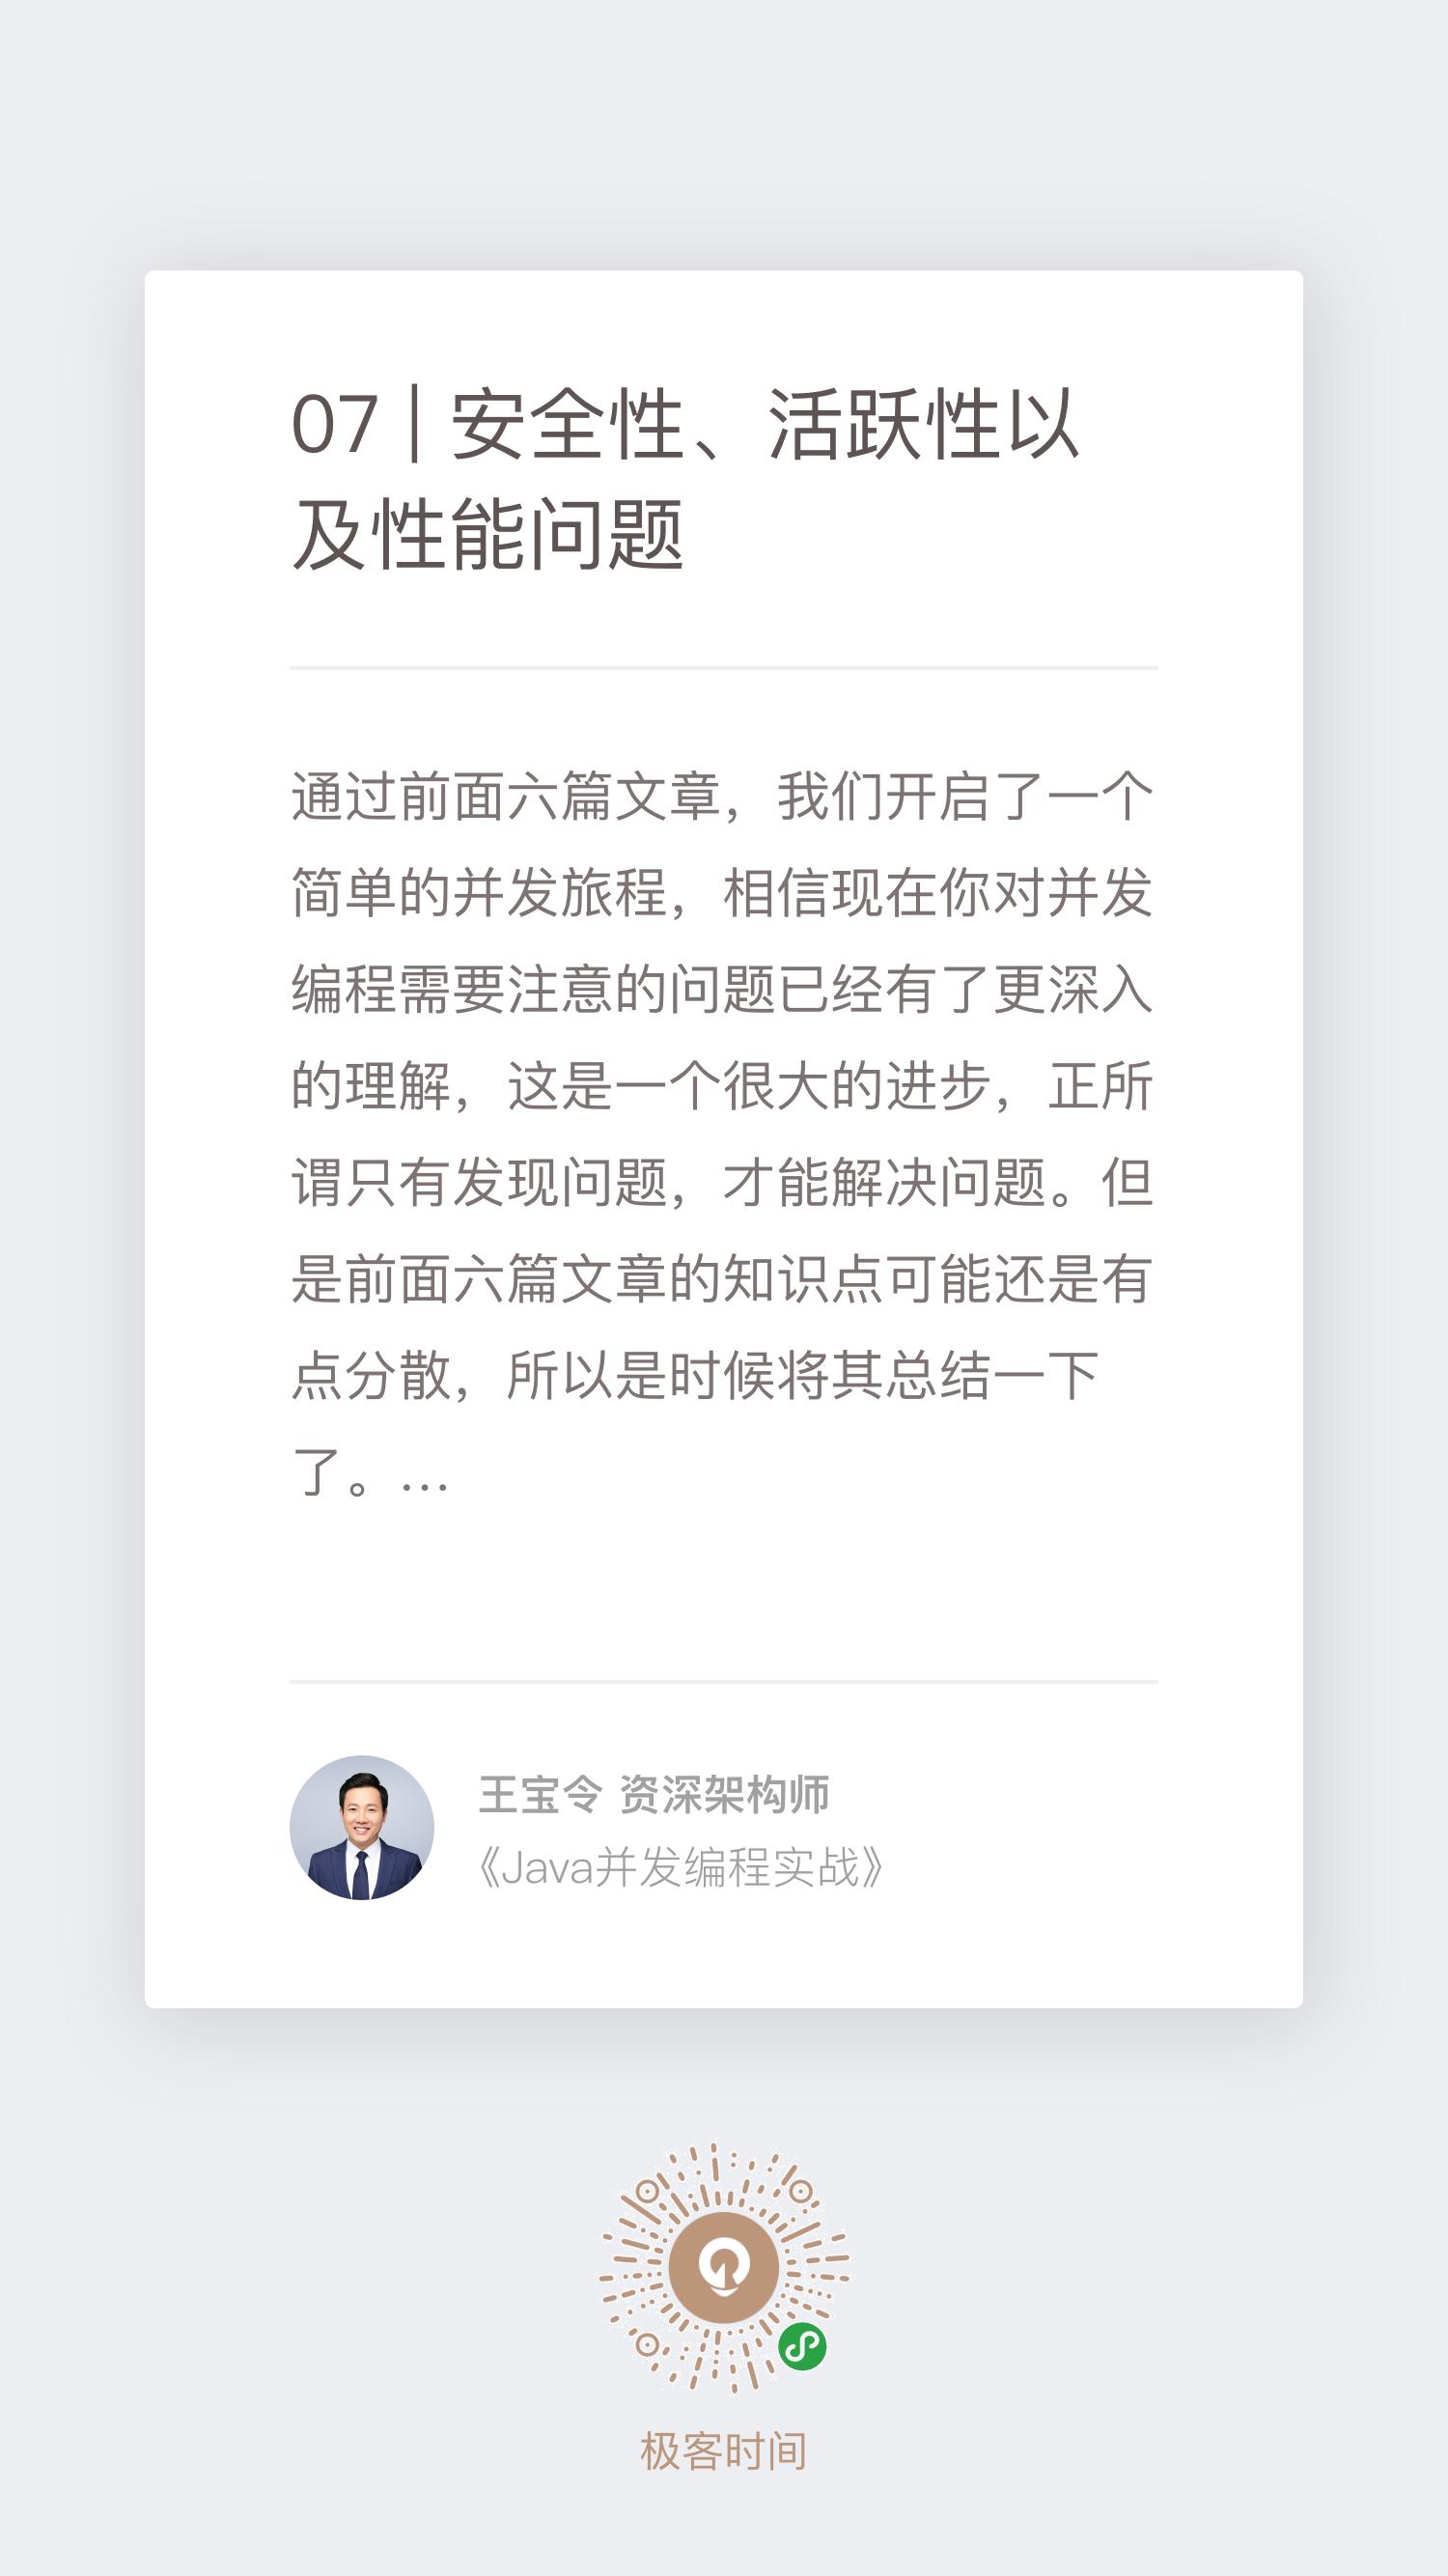 07 | 安全性、活跃性以
及性能问题
通过前面六篇文章，我们开启了一个
简单的并发旅程，相信现在你对并发
编程需要注意的问题已经有了更深入
的理解，这是一个很大的进步，正所
谓只有发现问题，才能解决问题。但
是前面六篇文章的知识点可能还是有
点分散，所以是时候将其总结一下
了。…
王宝令 资深架构师
《Java并发编程实战》
极客时间